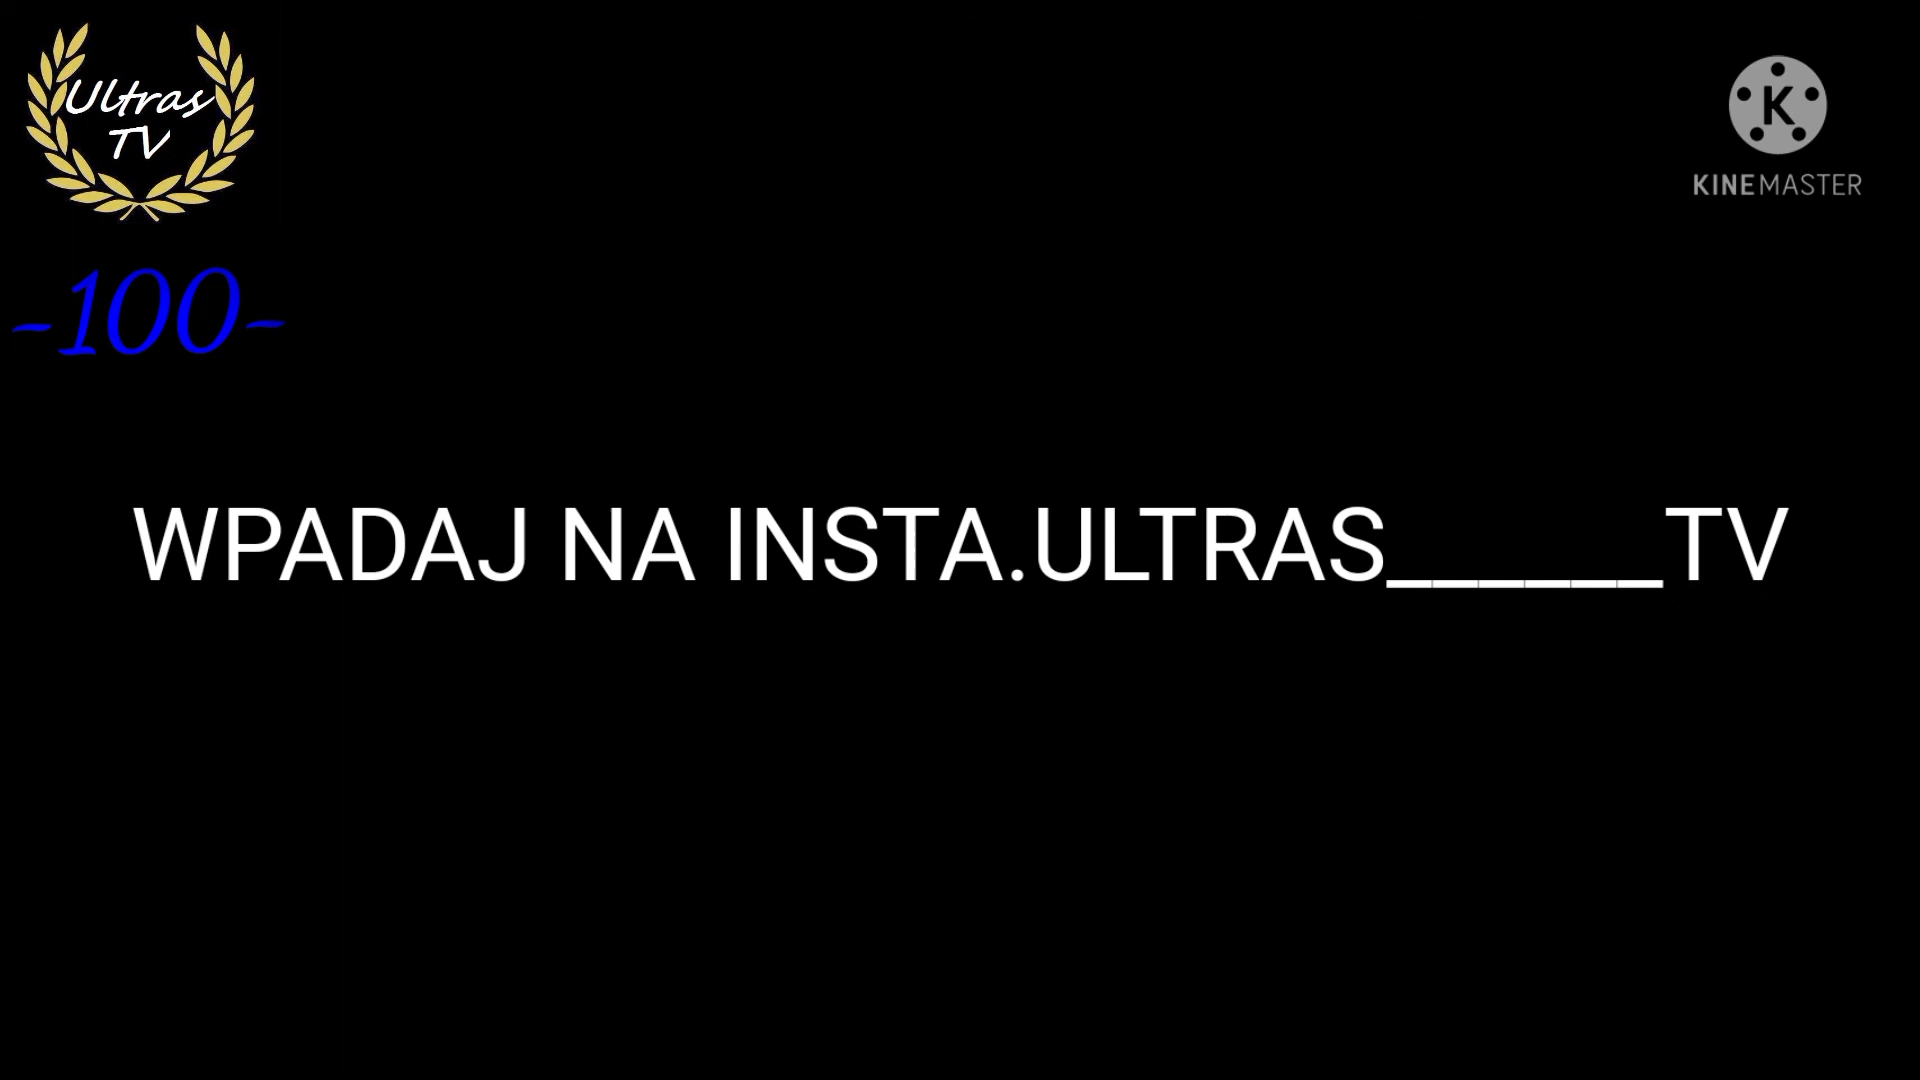 Ultras
TV
K
KINEMASTER
-100-
WPADAJ NA INSTA.ULTRAS______TV